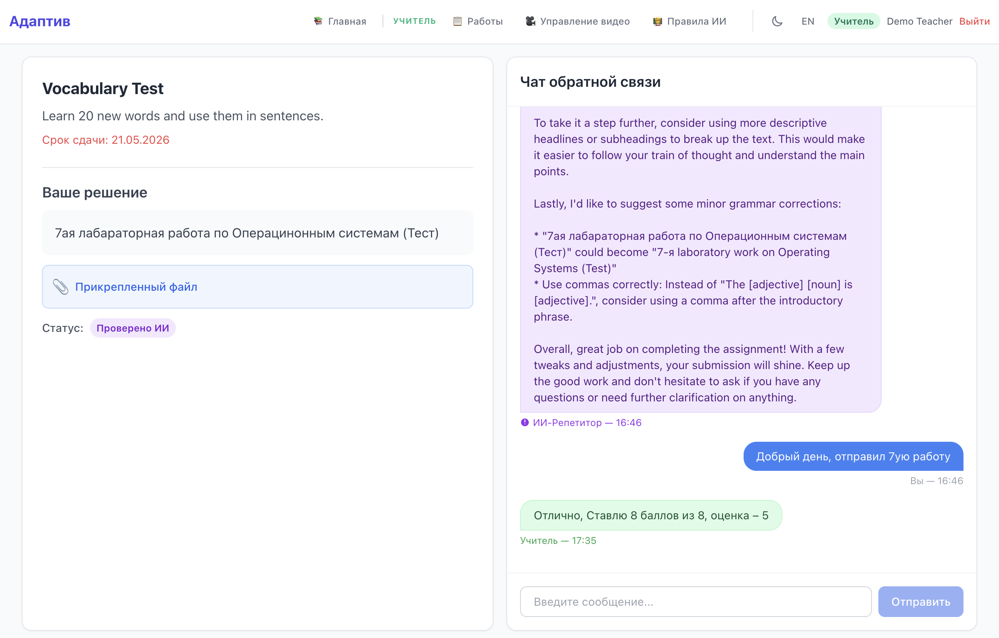 Адаптив
Главная
УЧИТЕЛЬ
Работы
Управление видео
Правила ИИ
EN
Учитель
Demo Teacher
Выйти
Vocabulary Test
Learn 20 new words and use them in sentences.
Срок сдачи: 21.05.2026
Ваше решение
7ая лабараторная работа по Операцинонным системам (Тест)
Прикрепленный файл
Статус: Проверено ИИ
Чат обратной связи
To take it a step further, consider using more descriptive
headlines or subheadings to break up the text. This would make
it easier to follow your train of thought and understand the main
points.
Lastly, I'd like to suggest some minor grammar corrections:
* "7ая лабараторная работа по Операционным системам
(Тест)" could become "7-я laboratory work on Operating
Systems (Test)"
* Use commas correctly: Instead of "The [adjective] [noun] is
[adjective].", consider using a comma after the introductory
phrase.
Overall, great job on completing the assignment! With a few
tweaks and adjustments, your submission will shine. Keep up
the good work and don't hesitate to ask if you have any
questions or need further clarification on anything.
ИИ-Репетитор — 16:46
Добрый день, отправил 7ую работу
Вы — 16:46
Отлично, Ставлю 8 баллов из 8, оценка – 5
Учитель — 17:35
Введите сообщение...
Отправить